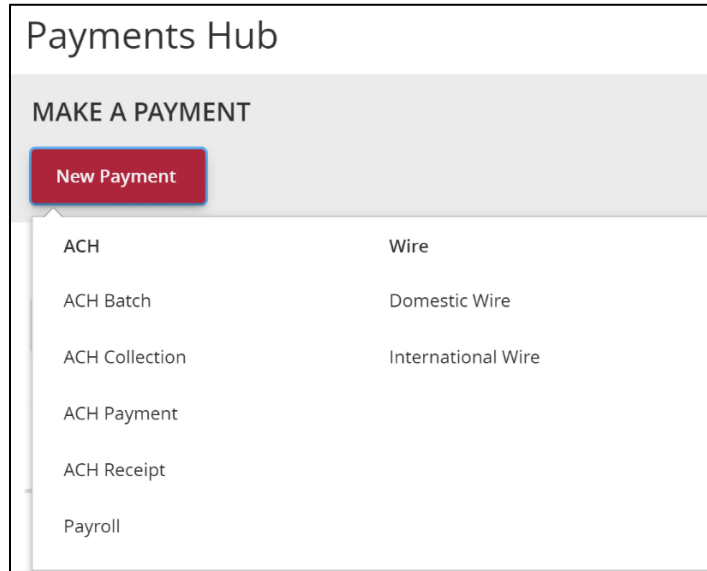 Payments Hub
MAKE A PAYMENT
New Payment
ACH
ACH Batch
ACH Collection
ACH Payment
ACH Receipt
Payroll
Wire
Domestic Wire
International Wire